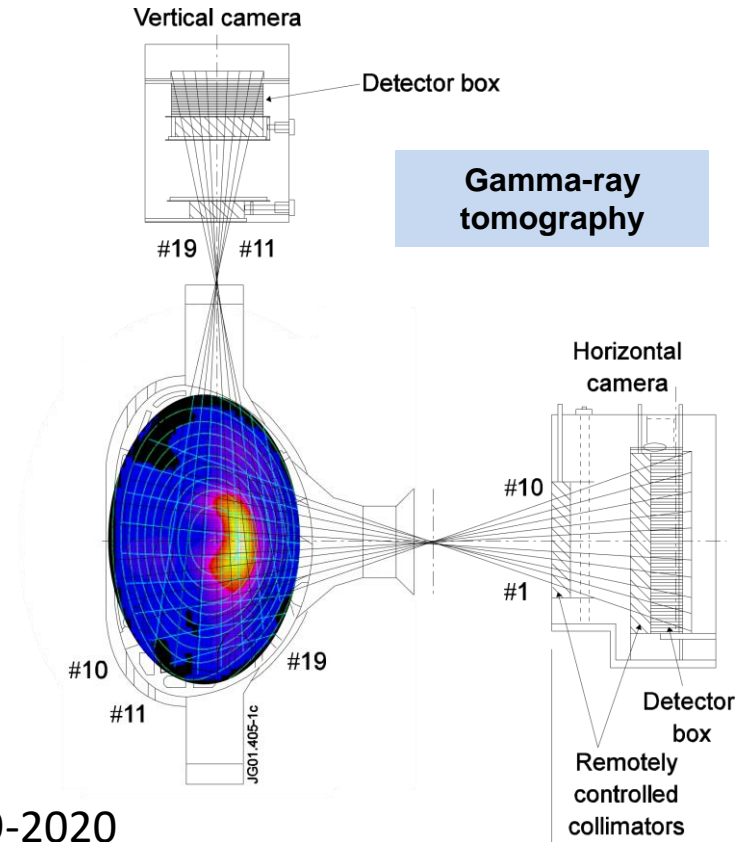 Vertical camera
Detector box
Gamma-ray
tomography
#19
#11
Horizontal
camera
#10
#1
#10
#11
#19
JG01.405-1c
Detector
box
Remotely
controlled
collimators
-2020